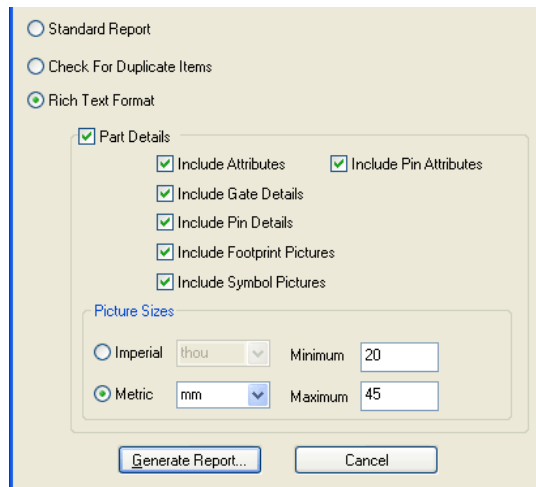 Standard Report
Check For Duplicate Items
Rich Text Format
Part Details
Include Attributes Include Pin Attributes
Include Gate Details
Include Pin Details
Include Footprint Pictures
Include Symbol Pictures
Picture Sizes
Imperial thou Minimum 20
Metric mm Maximum 45
Generate Report... Cancel